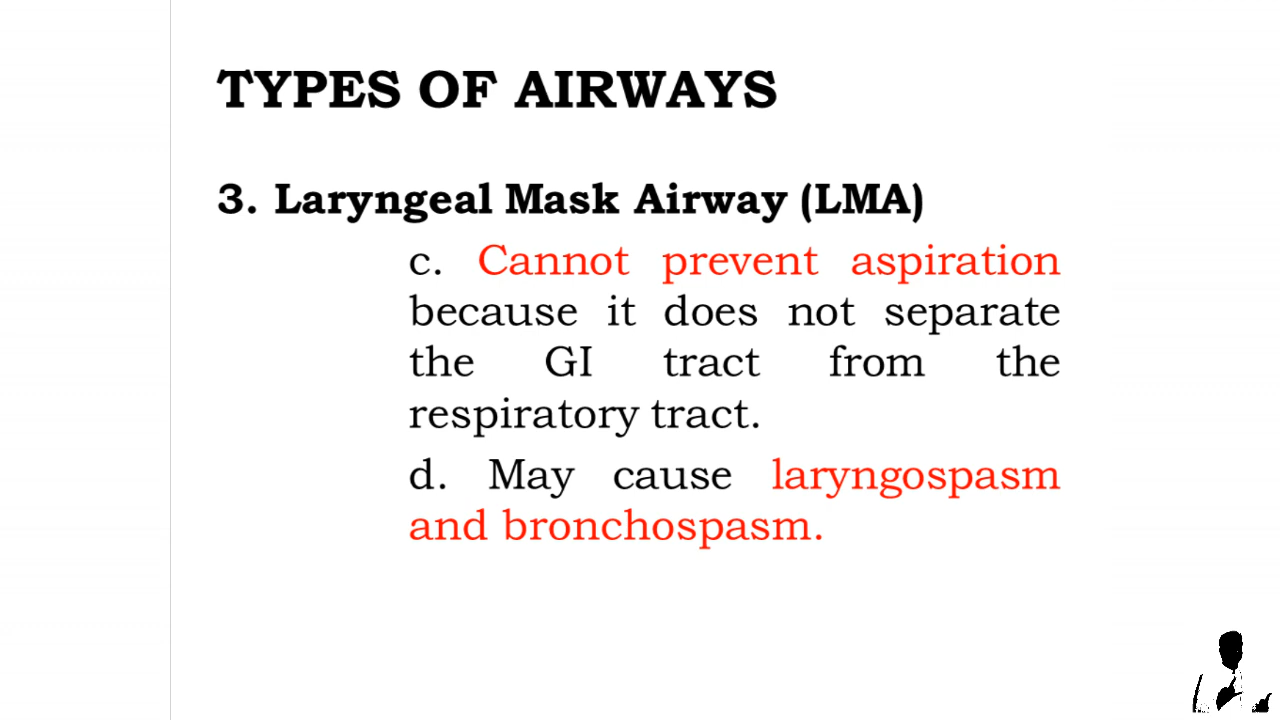 TYPES OF AIRWAYS
3. Laryngeal Mask Airway (LMA)
c. Cannot prevent aspiration
because it does not separate
the GI tract from the
respiratory tract.
d. May cause laryngospasm
and bronchospasm.